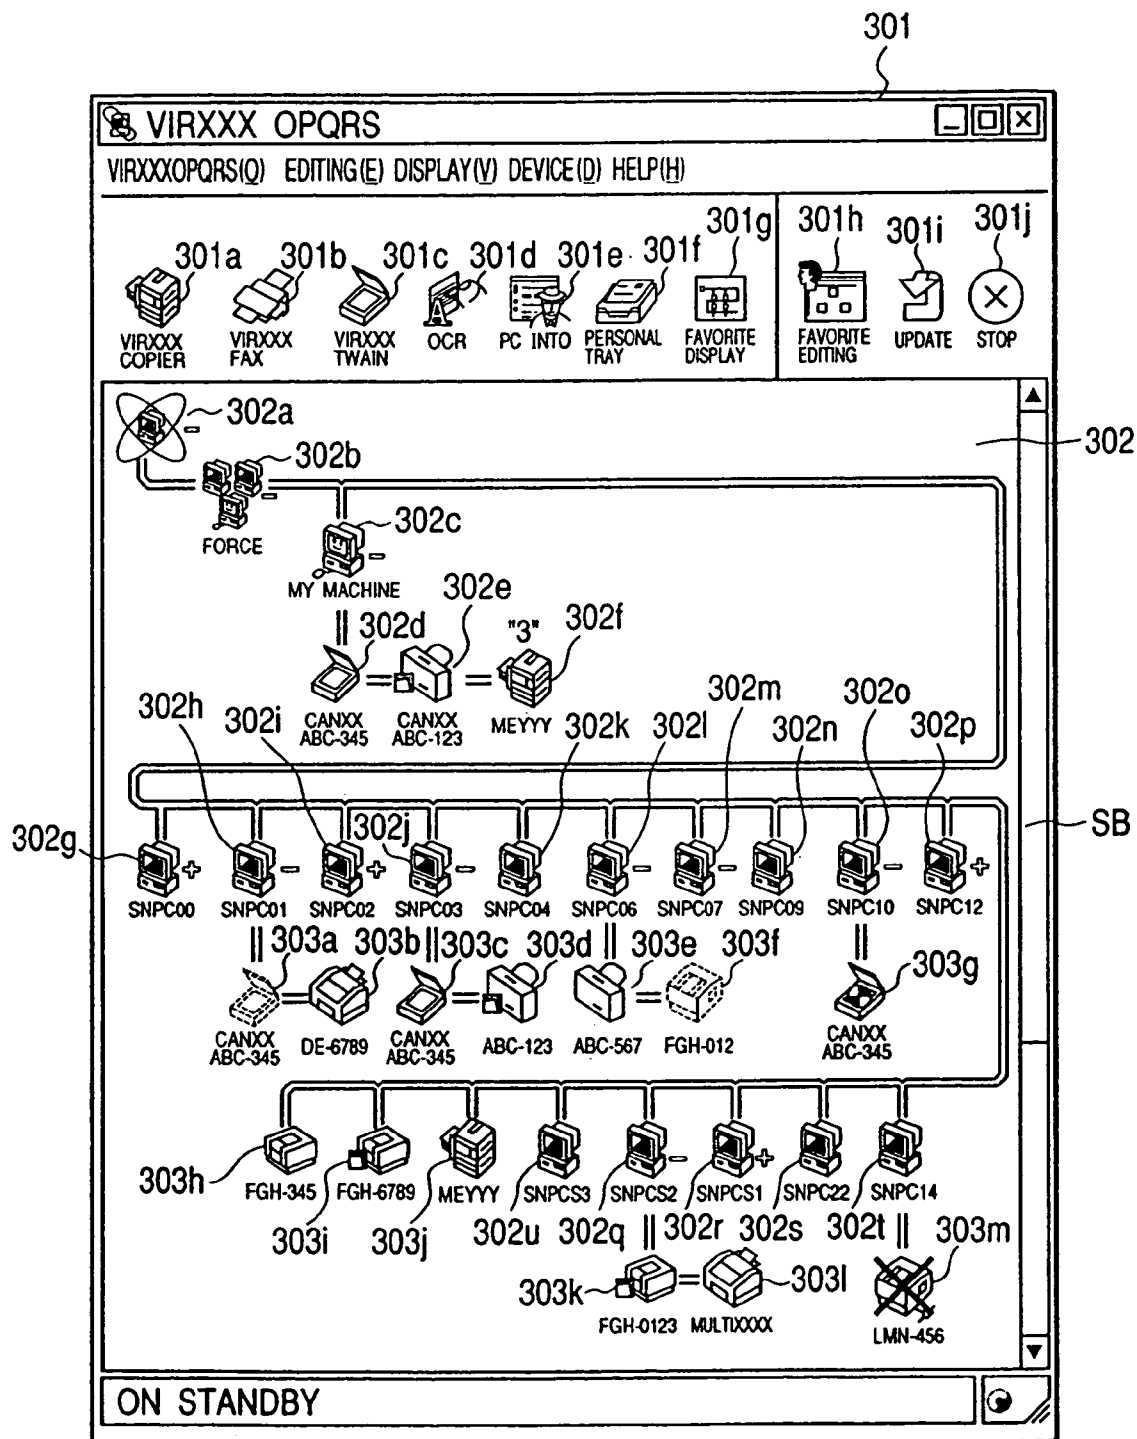 301
VIRXXX OPQRS
VIRXXXOPQRS(Q) EDITING(E) DISPLAY(V) DEVICE(D) HELP(H)
301a 301b 301c 301d 301e 301f 301g 301h 301i 301j
VIRXXX COPIER
VIRXXX FAX
VIRXXX TWAIN
OCR
PC INTO
PERSONAL TRAY
FAVORITE DISPLAY
FAVORITE EDITING
UPDATE
STOP
302a
302
302b
FORCE
302c
MY MACHINE
302d 302e "3" 302f
CANXX ABC-345
CANXX ABC-123
MEYYY
302h 302i 302k 302l 302m 302n 302o 302p
302g 302j SB
+ - + - - - - +
SNPC00 SNPC01 SNPC02 SNPC03 SNPC04 SNPC06 SNPC07 SNPC09 SNPC10 SNPC12
303a 303b 303c 303d 303e 303f 303g
CANXX ABC-345
DE-6789
CANXX ABC-345
ABC-123
ABC-567
FGH-012
CANXX ABC-345
303h FGH-345 FGH-6789 MEYYY SNPCS3 SNPCS2 SNPCS1 SNPC22 SNPC14
303i 303j 302u 302q 302r 302s 302t 303m
303k 303l
FGH-0123 MULTIXXXX LMN-456
ON STANDBY